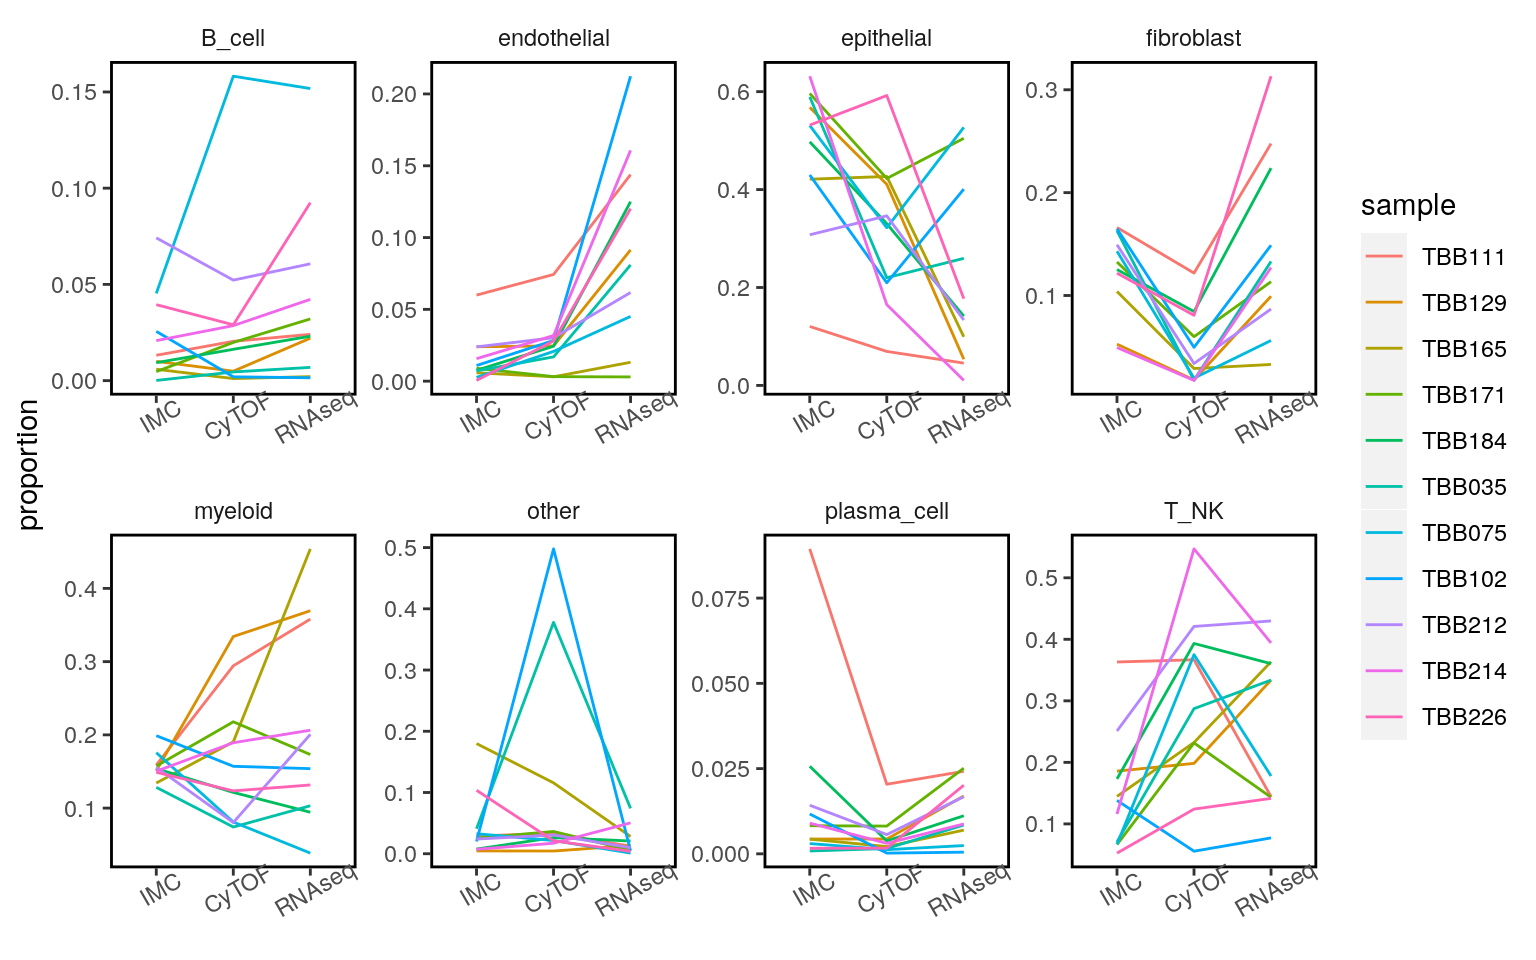 B_cell
endothelial
epithelial
fibroblast
0.15
0.10
0.05
0.00
0.20
0.15
0.10
0.05
0.00
0.6
0.4
0.2
0.0
0.3
0.2
0.1
IMC
CyTOF
RNAseq
IMC
CyTOF
RNAseq
IMC
CyTOF
RNAseq
IMC
CyTOF
RNAseq
proportion
myeloid
other
plasma_cell
T_NK
0.4
0.3
0.2
0.1
0.5
0.4
0.3
0.2
0.1
0.0
0.075
0.050
0.025
0.000
0.5
0.4
0.3
0.2
0.1
IMC
CyTOF
RNAseq
IMC
CyTOF
RNAseq
IMC
CyTOF
RNAseq
IMC
CyTOF
RNAseq
sample
TBB111
TBB129
TBB165
TBB171
TBB184
TBB035
TBB075
TBB102
TBB212
TBB214
TBB226